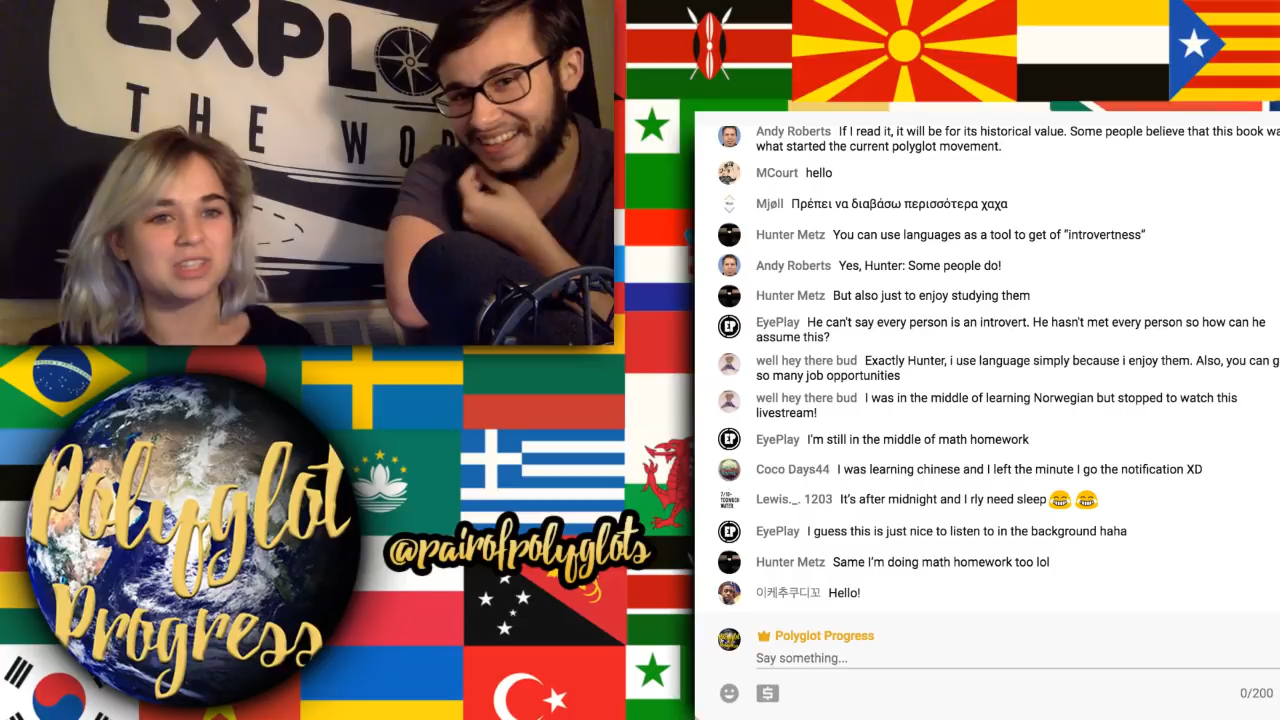 EXPLO
THE WO
Andy Roberts If I read it, it will be for its historical value. Some people believe that this book wa
what started the current polyglot movement.
MCourt hello
Mjøll Πρέπει να διαβάσω περισσότερα χαχα
Hunter Metz You can use languages as a tool to get of “introvertness”
Andy Roberts Yes, Hunter: Some people do!
Hunter Metz But also just to enjoy studying them
EP
EyePlay He can't say every person is an introvert. He hasn't met every person so how can he
assume this?
well hey there bud Exactly Hunter, i use language simply because i enjoy them. Also, you can g
so many job opportunities
well hey there bud I was in the middle of learning Norwegian but stopped to watch this
livestream!
EP
EyePlay I'm still in the middle of math homework
Coco Days44 I was learning chinese and I left the minute I go the notification XD
Lewis._. 1203 It's after midnight and I rly need sleep😂 😂
EP
EyePlay I guess this is just nice to listen to in the background haha
Hunter Metz Same I'm doing math homework too lol
이케추쿠디꼬 Hello!
Polyglot Progress
Say something...
0/200
Polyglot
Progress
@pairofpolyglots